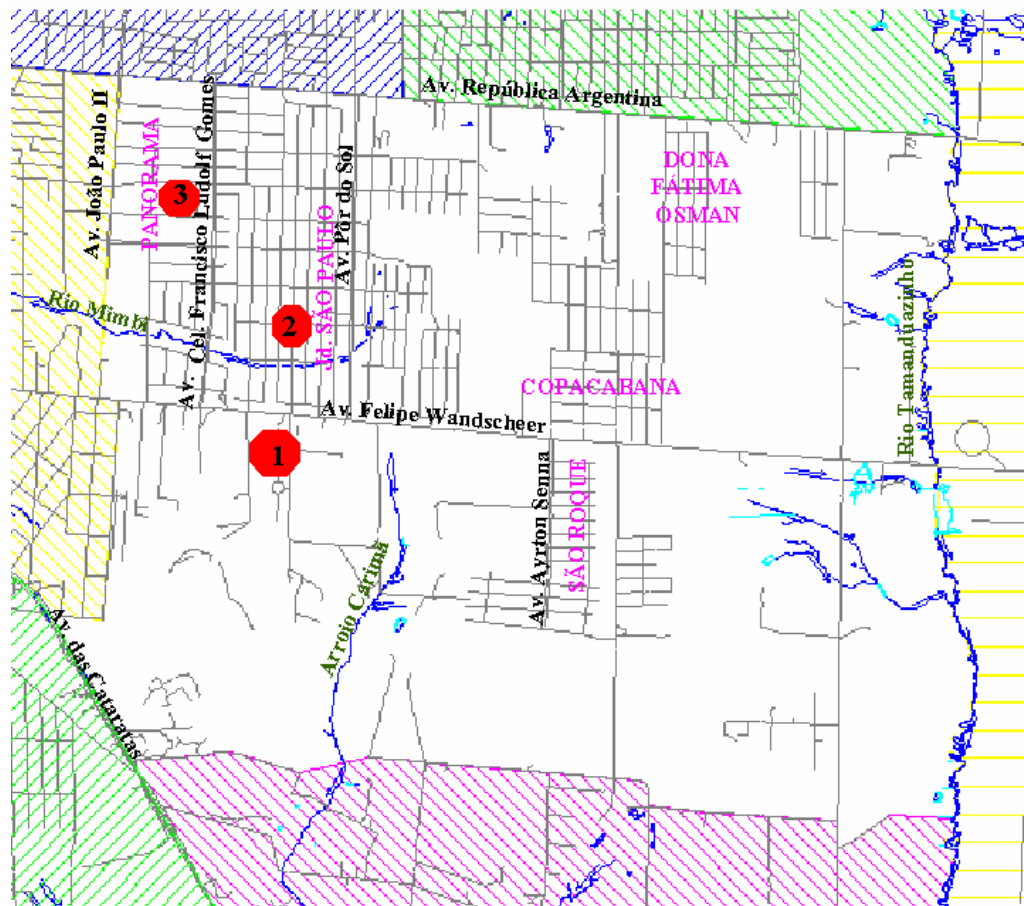 Av. República Argentina
Av. João Paulo II
PANORAMA
Av. Cel. Francisco Ludolf Gomes
Jd. SÃO PAULO
Av. Pôr do Sol
DONA
FÁTIMA
OSMAN
3
Rio Mimbi
2
Rio Tamanduazinho
COPACABANA
Av. Felipe Wandscheer
1
Av. Ayrton Senna
SÃO ROQUE
Arroio Carimã
Av. das Cataratas